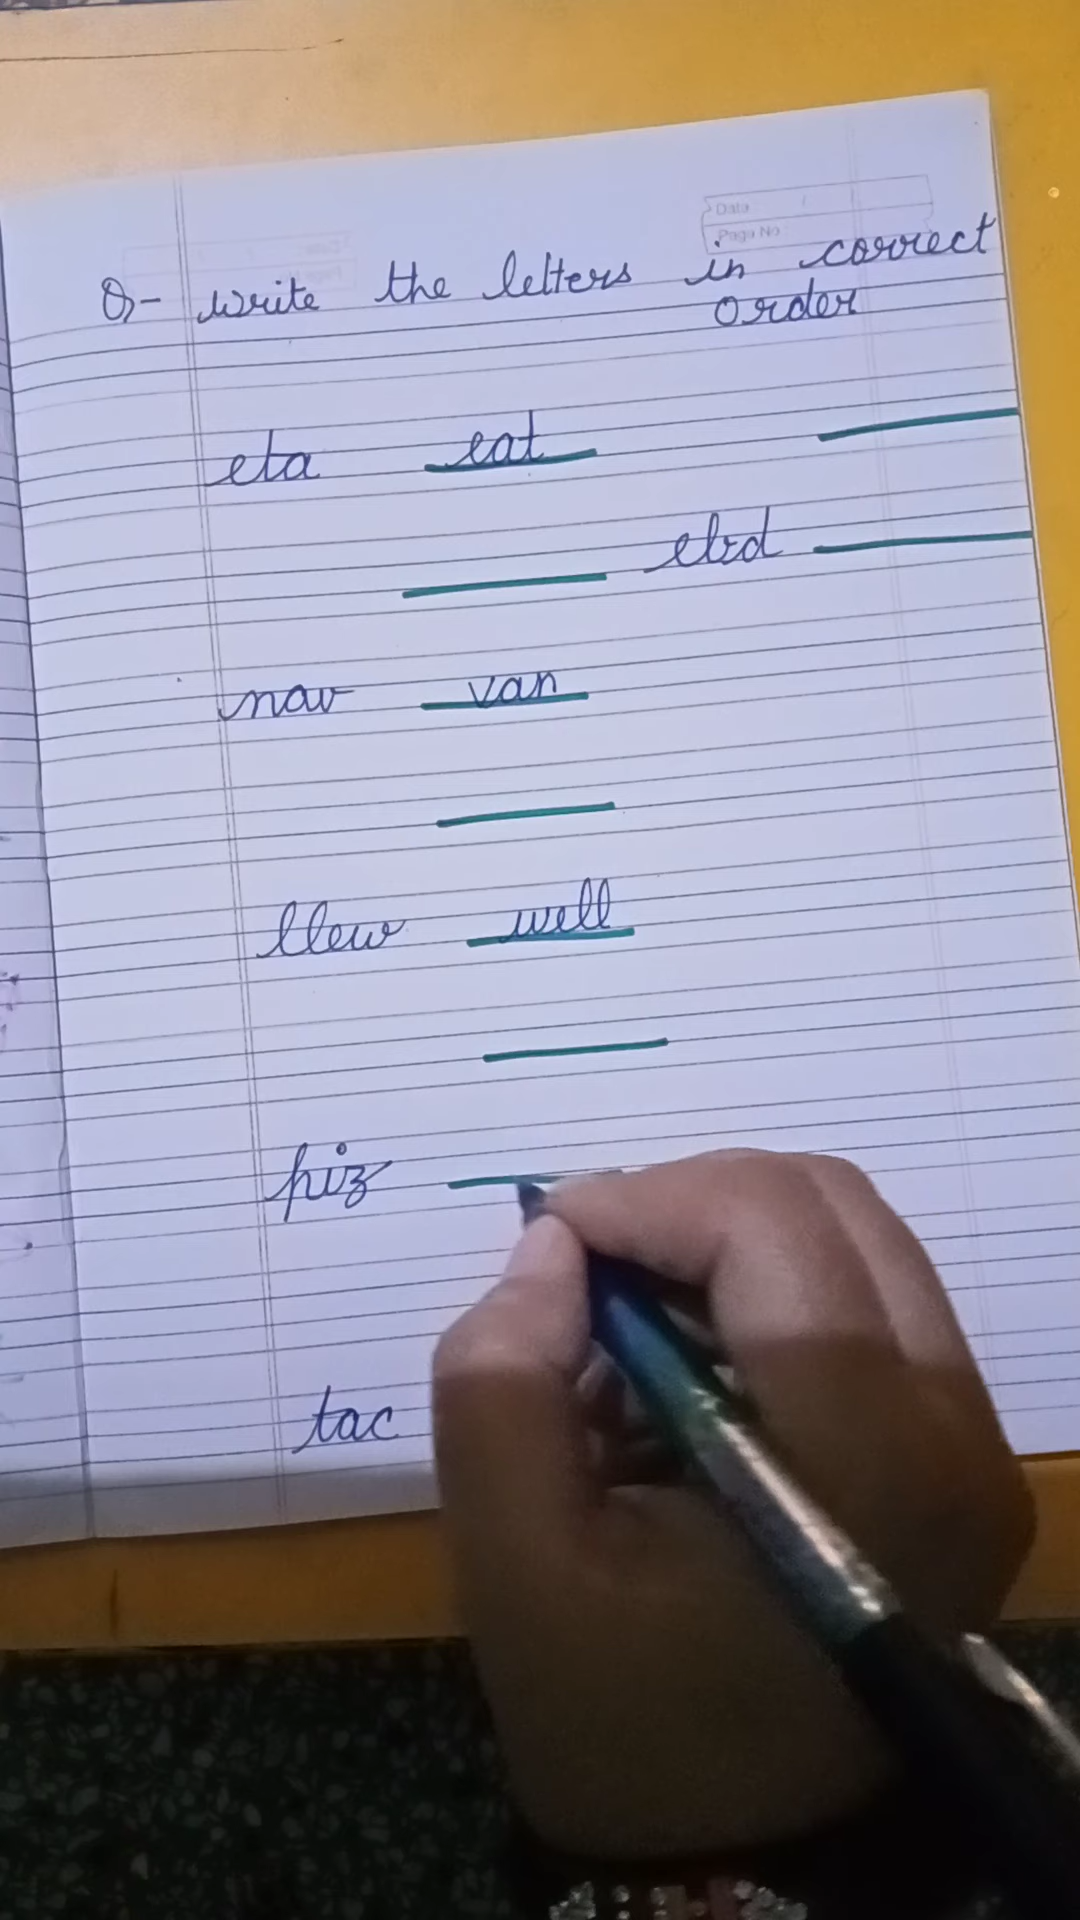 Date
Page No
Q- write the letters in correct
order
eta eat
elrd
nav van
llew well
piz
tac